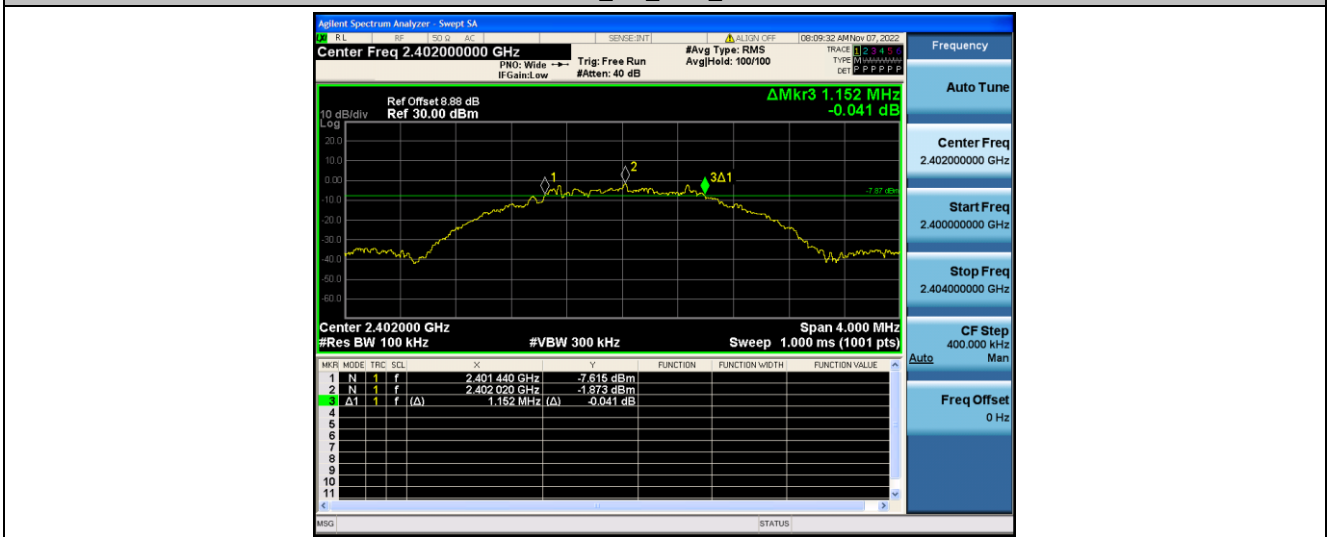 Agilent Spectrum Analyzer - Swept SA
RL RF 50 Ω AC SENSE:INT ALIGN OFF 08:09:32 AM Nov 07, 2022
Center Freq 2.402000000 GHz
PNO: Wide
IFGain:Low
Trig: Free Run
#Atten: 40 dB
#Avg Type: RMS
Avg|Hold: 100/100
TRACE 1 2 3 4 5 6
TYPE M
DET P P P P P P
Frequency
Auto Tune
Center Freq
2.402000000 GHz
Start Freq
2.400000000 GHz
Stop Freq
2.404000000 GHz
CF Step
400.000 kHz
Auto Man
Freq Offset
0 Hz
ΔMkr3 1.152 MHz
-0.041 dB
Ref Offset 8.88 dB
10 dB/div Ref 30.00 dBm
Log
20.0
10.0
0.00
-10.0
-20.0
-30.0
-40.0
-50.0
-60.0
1
2
3Δ1
-7.87 dBm
Center 2.402000 GHz Span 4.000 MHz
#Res BW 100 kHz #VBW 300 kHz Sweep 1.000 ms (1001 pts)
MKR MODE TRC SCL X Y FUNCTION FUNCTION WIDTH FUNCTION VALUE
1 N 1 f 2.401 440 GHz -7.615 dBm
2 N 1 f 2.402 020 GHz -1.873 dBm
3 Δ1 1 f (Δ) 1.152 MHz (Δ) -0.041 dB
4
5
6
7
8
9
10
11
MSG STATUS